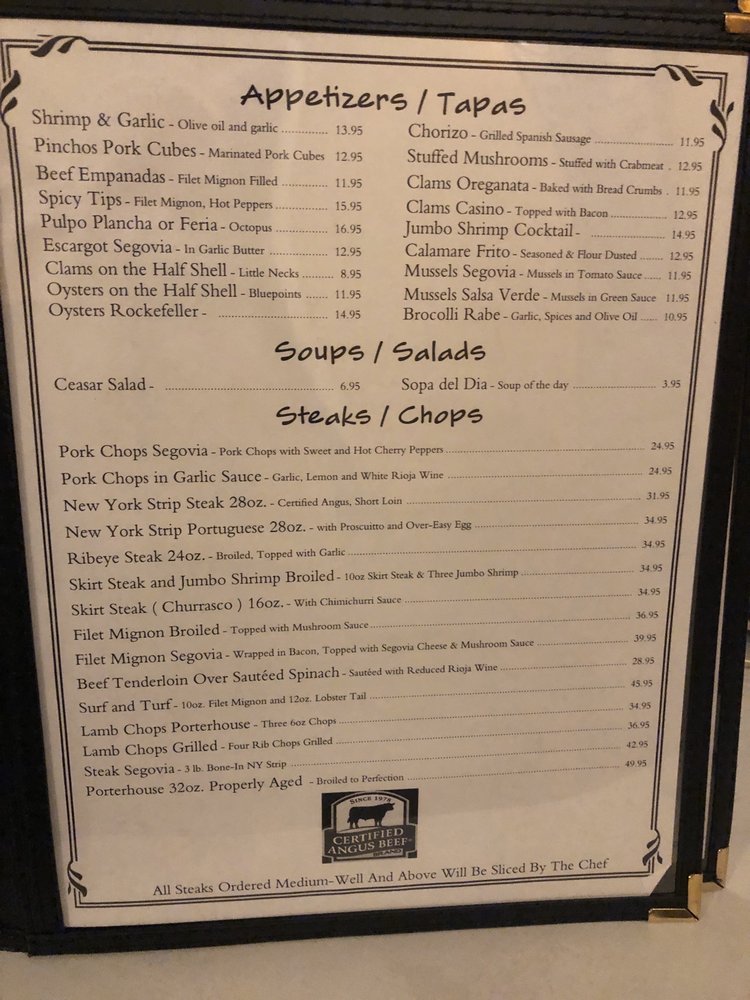 Appetizers / Tapas
Shrimp & Garlic - Olive oil and garlic .............. 13.95
Pinchos Pork Cubes - Marinated Pork Cubes 12.95
Beef Empanadas - Filet Mignon Filled .............. 11.95
Spicy Tips - Filet Mignon, Hot Peppers ................ 15.95
Pulpo Plancha or Feria - Octopus ................. 16.95
Escargot Segovia - In Garlic Butter ................ 12.95
Clams on the Half Shell - Little Necks .......... 8.95
Oysters on the Half Shell - Bluepoints ....... 11.95
Oysters Rockefeller - ................................. 14.95
Chorizo - Grilled Spanish Sausage ........................ 11.95
Stuffed Mushrooms - Stuffed with Crabmeat . 12.95
Clams Oreganata - Baked with Bread Crumbs . 11.95
Clams Casino - Topped with Bacon ................... 12.95
Jumbo Shrimp Cocktail - ........................ 14.95
Calamare Frito - Seasoned & Flour Dusted ........ 12.95
Mussels Segovia - Mussels in Tomato Sauce ...... 11.95
Mussels Salsa Verde - Mussels in Green Sauce 11.95
Brocolli Rabe - Garlic, Spices and Olive Oil ...... 10.95
Soups / Salads
Ceasar Salad - .................................................... 6.95
Sopa del Dia - Soup of the day .......................... 3.95
Steaks / Chops
Pork Chops Segovia - Pork Chops with Sweet and Hot Cherry Peppers ........ 24.95
Pork Chops in Garlic Sauce - Garlic, Lemon and White Rioja Wine ........ 24.95
New York Strip Steak 28oz. - Certified Angus, Short Loin ........ 31.95
New York Strip Portuguese 28oz. - with Proscuitto and Over-Easy Egg ........ 34.95
Ribeye Steak 24oz. - Broiled, Topped with Garlic ........ 34.95
Skirt Steak and Jumbo Shrimp Broiled - 10oz Skirt Steak & Three Jumbo Shrimp ........ 34.95
Skirt Steak ( Churrasco ) 16oz. - With Chimichurri Sauce ........ 34.95
Filet Mignon Broiled - Topped with Mushroom Sauce ........ 36.95
Filet Mignon Segovia - Wrapped in Bacon, Topped with Segovia Cheese & Mushroom Sauce ........ 39.95
Beef Tenderloin Over Sautéed Spinach - Sautéed with Reduced Rioja Wine ........ 28.95
Surf and Turf - 10oz. Filet Mignon and 12oz. Lobster Tail ........ 45.95
Lamb Chops Porterhouse - Three 6oz Chops ........ 34.95
Lamb Chops Grilled - Four Rib Chops Grilled ........ 36.95
Steak Segovia - 3 lb. Bone-In NY Strip ........ 42.95
Porterhouse 32oz. Properly Aged - Broiled to Perfection ........ 49.95
SINCE 1978
CERTIFIED
ANGUS BEEF
BRAND
All Steaks Ordered Medium-Well And Above Will Be Sliced By The Chef